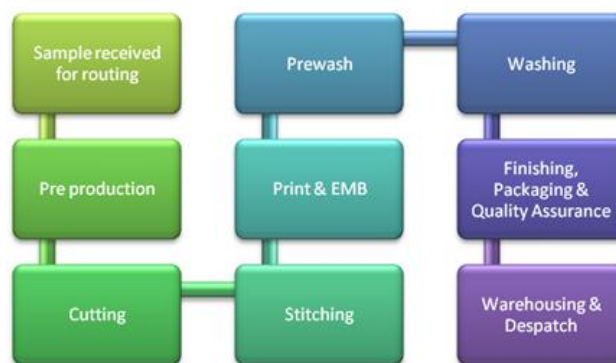 Sample received
for routing
Pre production
Cutting
Stitching
Print & EMB
Prewash
Washing
Finishing,
Packaging &
Quality Assurance
Warehousing &
Despatch